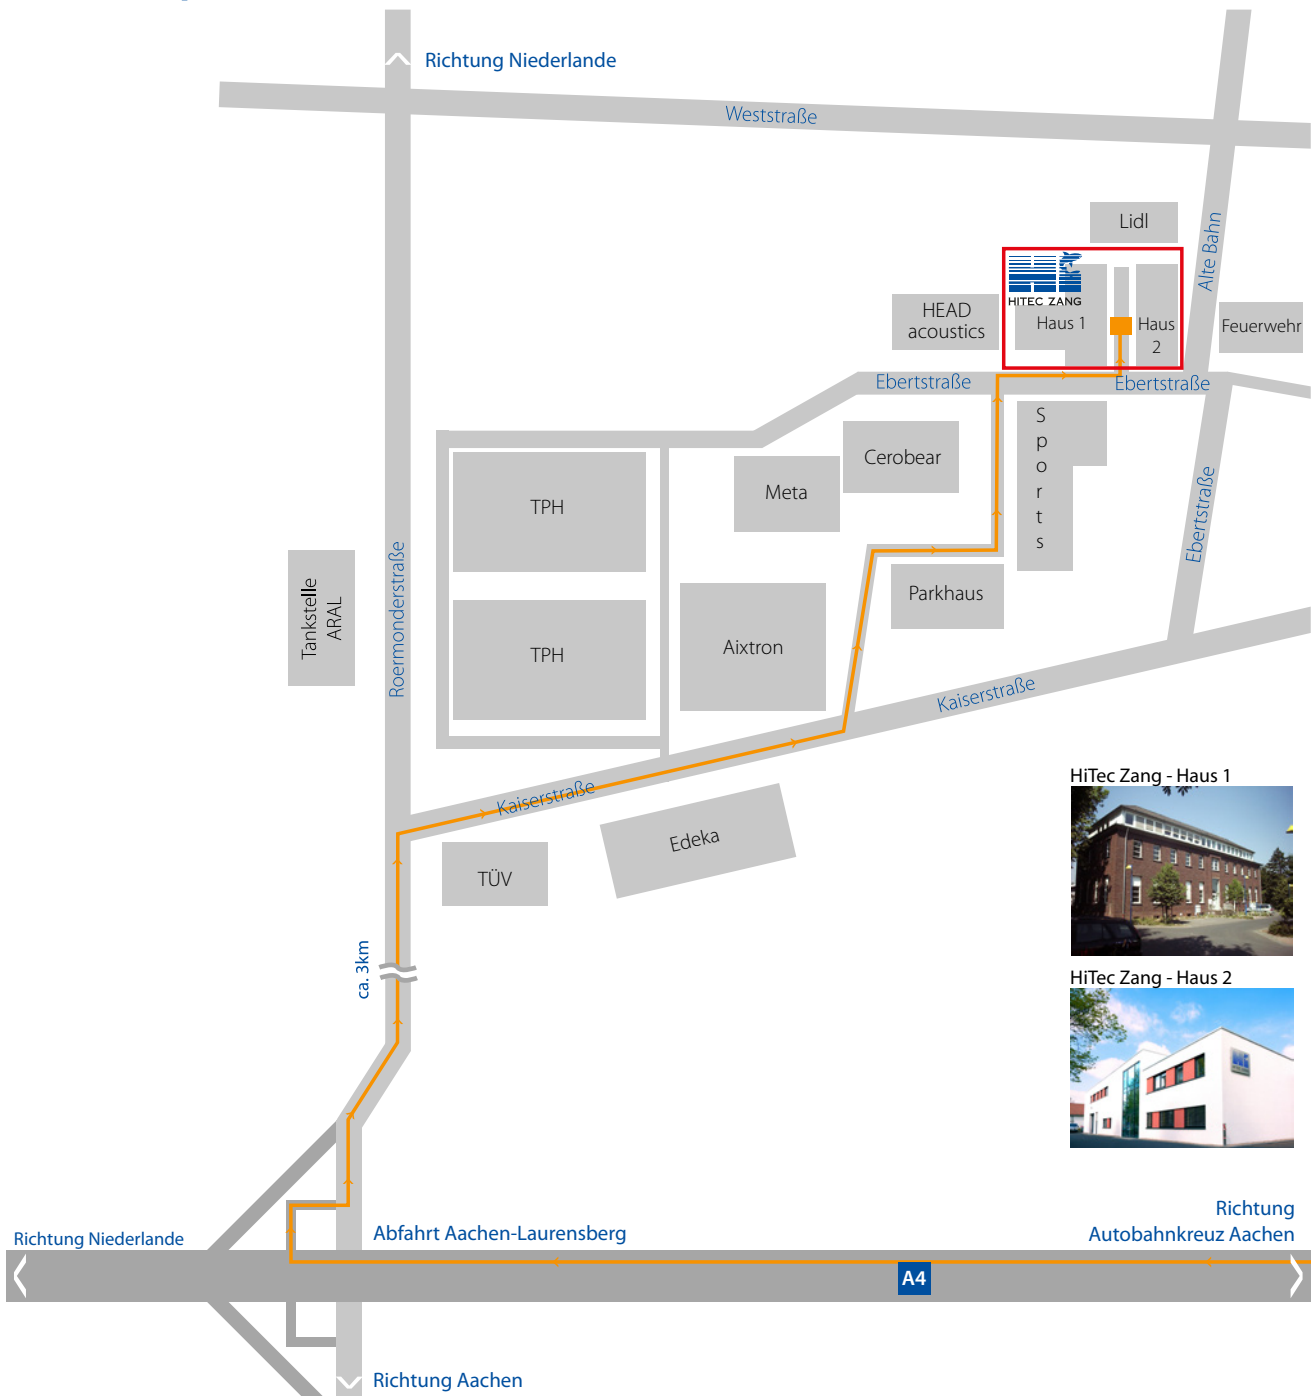 Richtung Niederlande
Weststraße
Lidl
Alte Bahn
HITEC ZANG
HEAD
acoustics
Haus 1
Haus
2
Feuerwehr
Ebertstraße
Ebertstraße
Sports
Cerobear
Meta
TPH
Ebertstraße
Roermonderstraße
Tankstelle
ARAL
Parkhaus
TPH
Aixtron
Kaiserstraße
Kaiserstraße
HiTec Zang - Haus 1
Edeka
TÜV
ca. 3km
HiTec Zang - Haus 2
Richtung
Autobahnkreuz Aachen
Abfahrt Aachen-Laurensberg
Richtung Niederlande
A4
Richtung Aachen